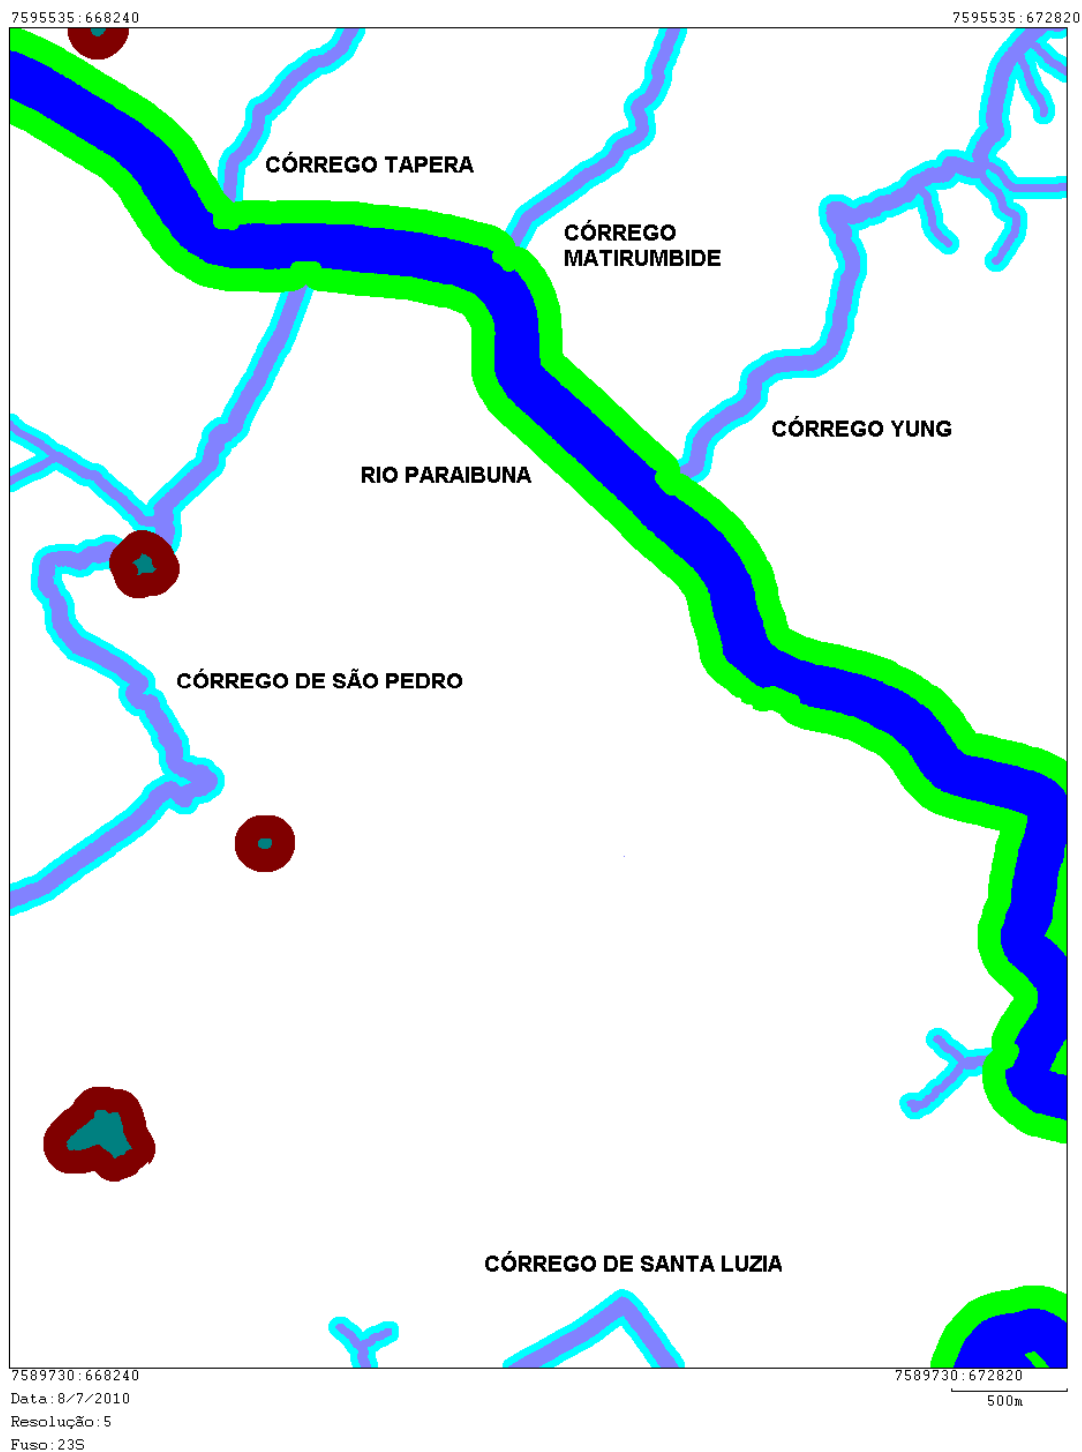 7595535:668240
7595535:672820
CÓRREGO TAPERA
CÓRREGO
MATIRUMBIDE
CÓRREGO YUNG
RIO PARAIBUNA
CÓRREGO DE SÃO PEDRO
CÓRREGO DE SANTA LUZIA
7589730:668240
7589730:672820
Data:8/7/2010
500m
Resolução:5
Fuso:23S